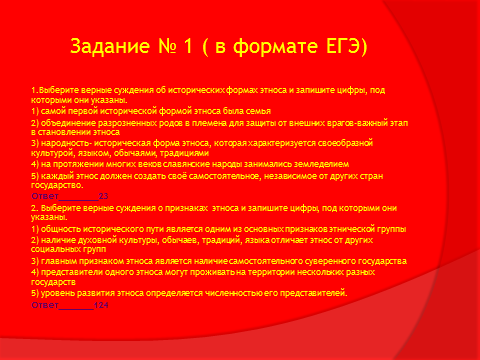 Задание № 1 ( в формате ЕГЭ)
1.Выберите верные суждения об исторических формах этноса и запишите цифры, под
которыми они указаны.
1) самой первой исторической формой этноса была семья
2) объединение разрозненных родов в племена для защиты от внешних врагов-важный этап
в становлении этноса
3) народность- историческая форма этноса, которая характеризуется своеобразной
культурой, языком, обычаями, традициями
4) на протяжении многих веков славянские народы занимались земледелием
5) каждый этнос должен создать своё самостоятельное, независимое от других стран
государство.
Ответ________23
2. Выберите верные суждения о признаках этноса и запишите цифры, под которыми они
указаны.
1) общность исторического пути является одним из основных признаков этнической группы
2) наличие духовной культуры, обычаев, традиций, языка отличает этнос от других
социальных групп
3) главным признаком этноса является наличие самостоятельного суверенного государства
4) представители одного этноса могут проживать на территории нескольких разных
государств
5) уровень развития этноса определяется численностью его представителей.
Ответ_______124